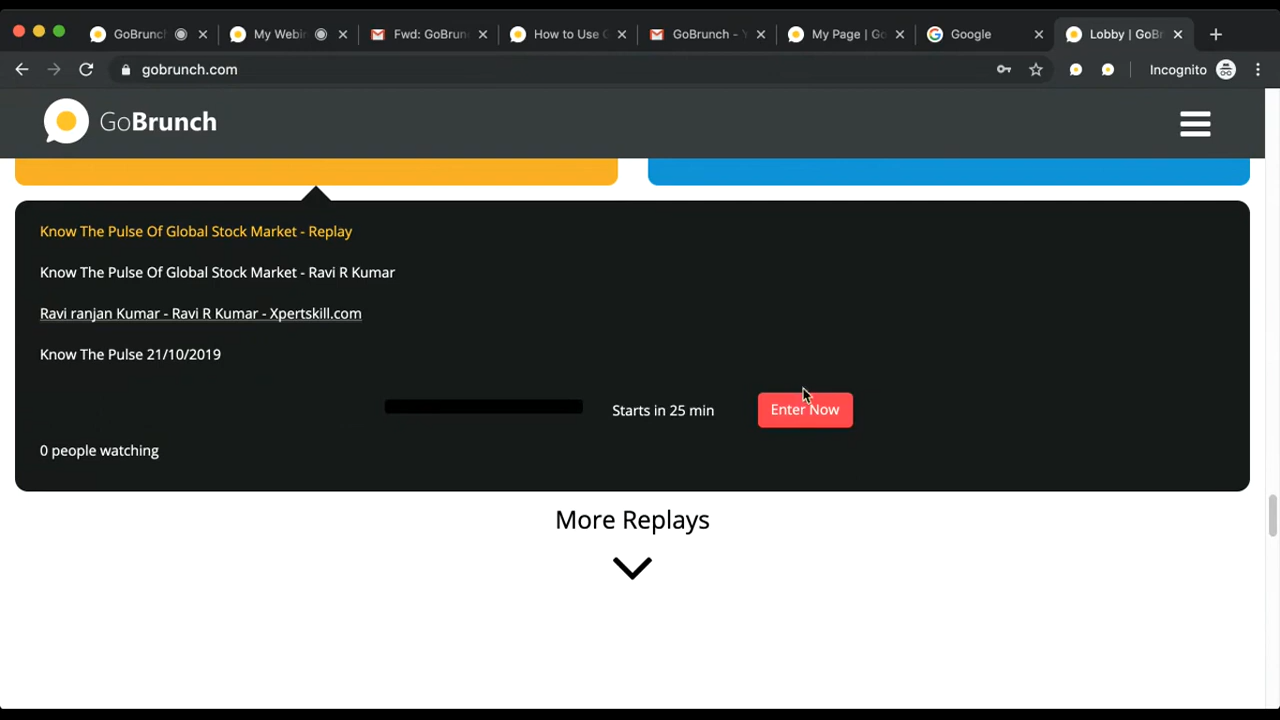 GoBrunch
My Webin
Fwd: GoBrun
How to Use G
GoBrunch - Y
My Page | Go
Google
Lobby | GoBr
gobrunch.com
Incognito
GoBrunch
Know The Pulse Of Global Stock Market - Replay
Know The Pulse Of Global Stock Market - Ravi R Kumar
Ravi ranjan Kumar - Ravi R Kumar - Xpertskill.com
Know The Pulse 21/10/2019
Starts in 25 min
Enter Now
0 people watching
More Replays